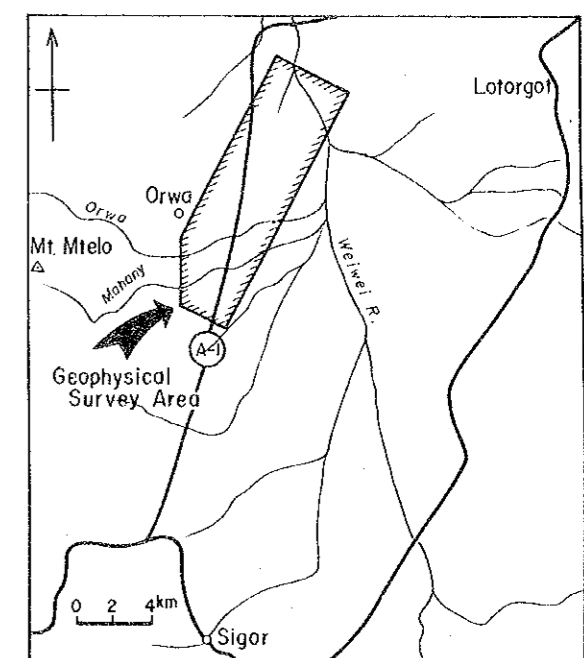 Lotorgot
Orwa
Orwa
Mt. Mtelo
Mahany
Weiwei R.
A-1
Geophysical
Survey Area
0 2 4km
Sigor